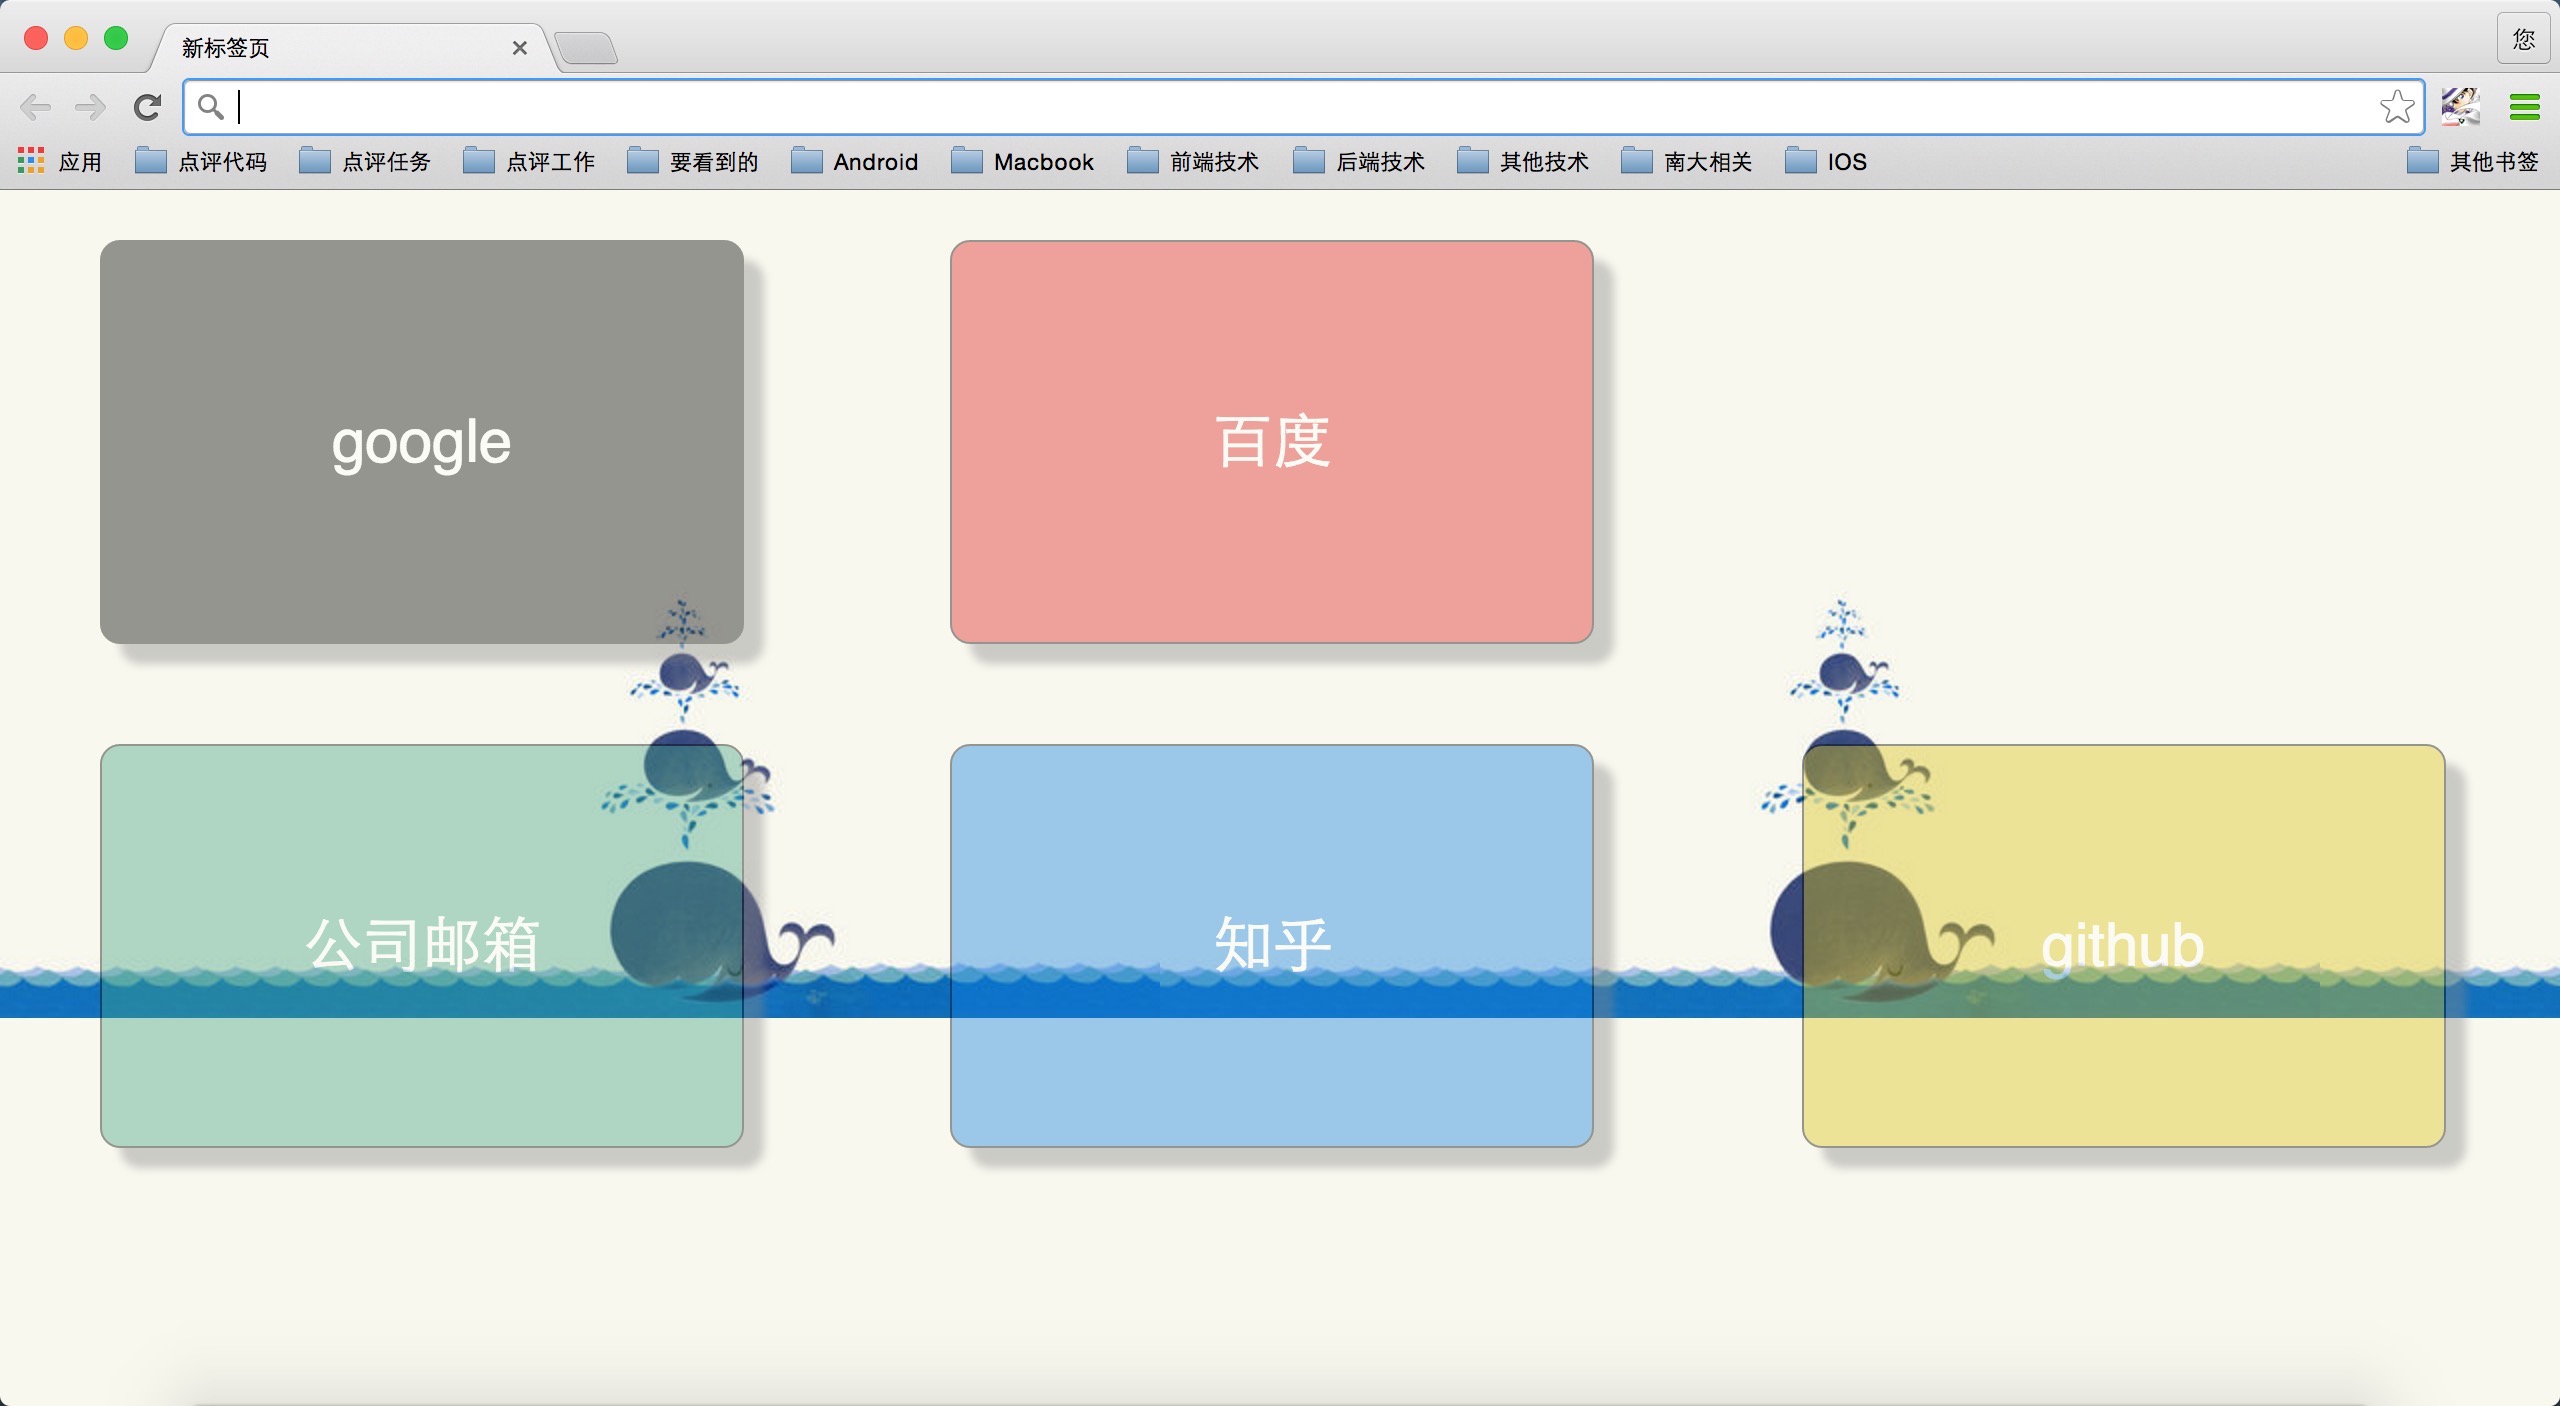 新标签页
您
应用 点评代码 点评任务 点评工作 要看到的 Android Macbook 前端技术 后端技术 其他技术 南大相关 IOS 其他书签
google 百度
公司邮箱 知乎 github